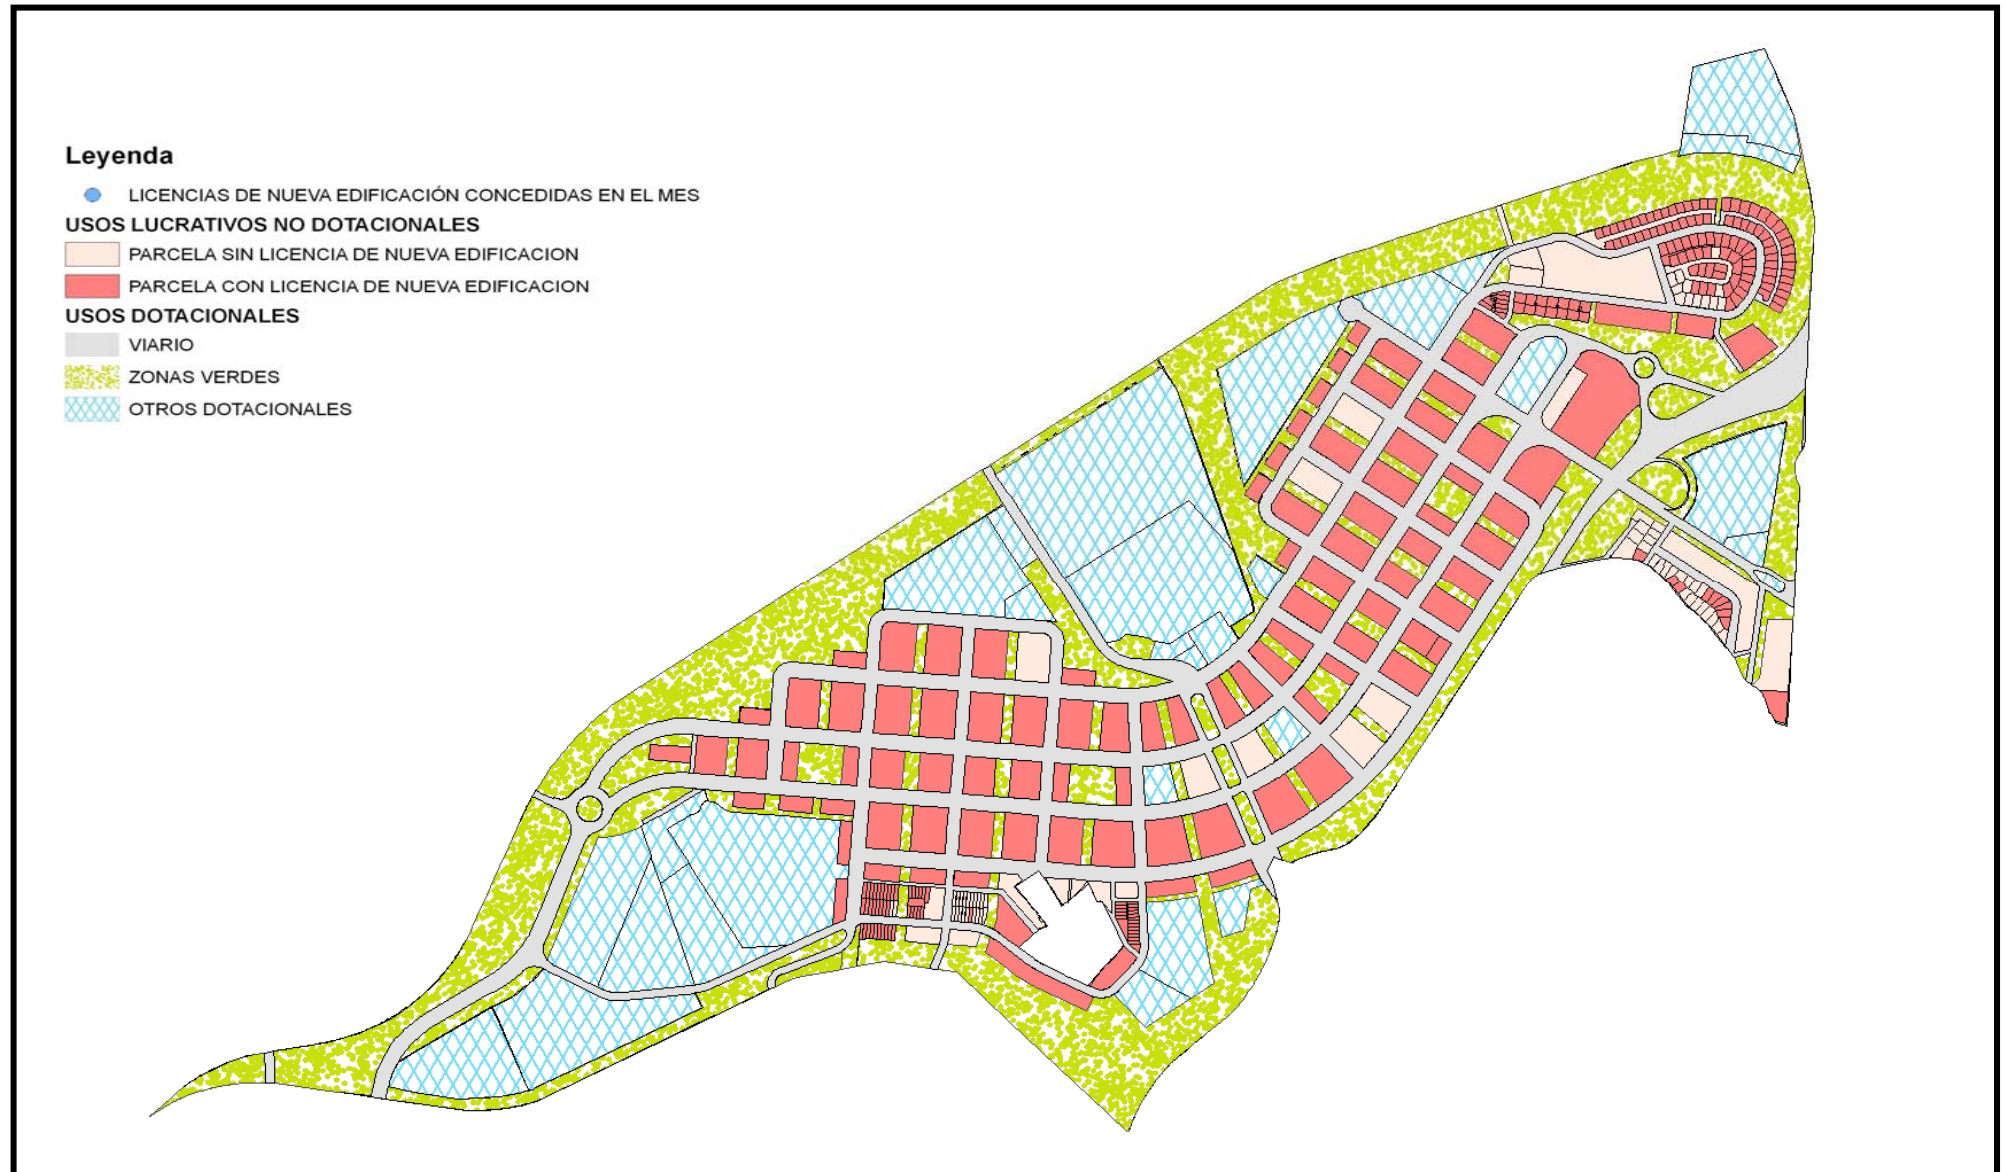 Leyenda
LICENCIAS DE NUEVA EDIFICACIÓN CONCEDIDAS EN EL MES
USOS LUCRATIVOS NO DOTACIONALES
PARCELA SIN LICENCIA DE NUEVA EDIFICACION
PARCELA CON LICENCIA DE NUEVA EDIFICACION
USOS DOTACIONALES
VIARIO
ZONAS VERDES
OTROS DOTACIONALES